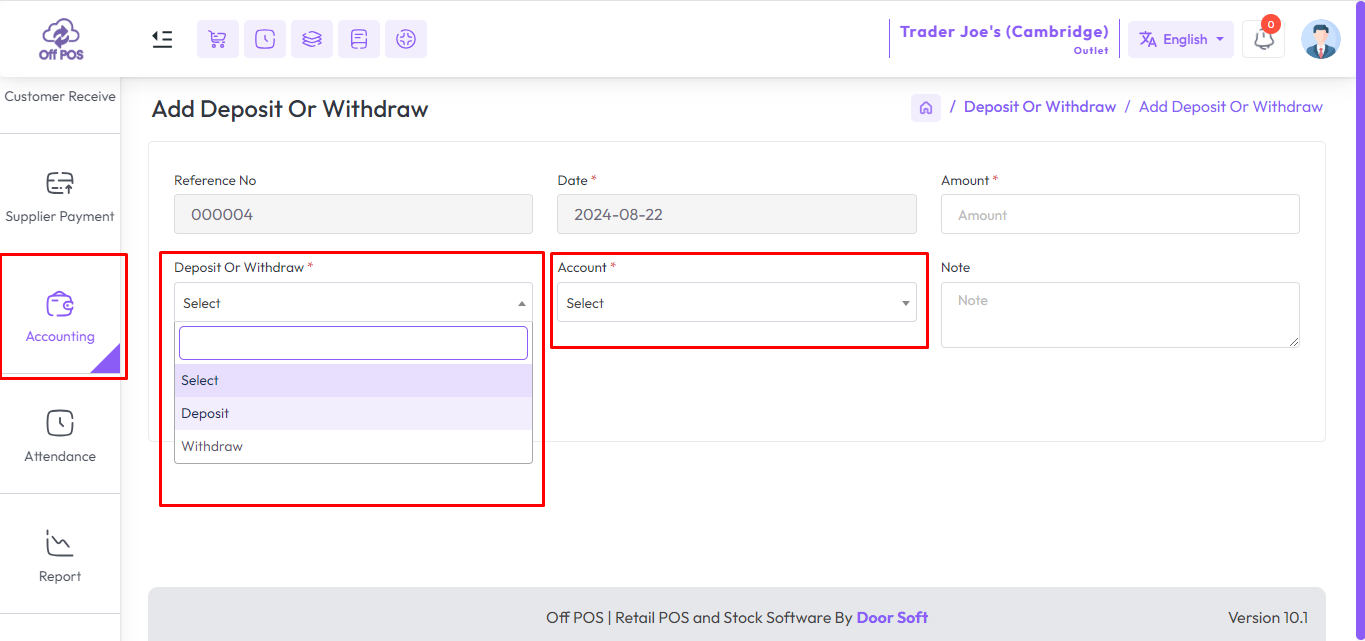 Off POS
Trader Joe's (Cambridge)
Outlet
English
0
Customer Receive
Supplier Payment
Accounting
Attendance
Report
Add Deposit Or Withdraw
/ Deposit Or Withdraw / Add Deposit Or Withdraw
Reference No
000004
Date *
2024-08-22
Amount *
Amount
Deposit Or Withdraw *
Select
Select
Deposit
Withdraw
Account *
Select
Note
Note
Off POS | Retail POS and Stock Software By Door Soft
Version 10.1